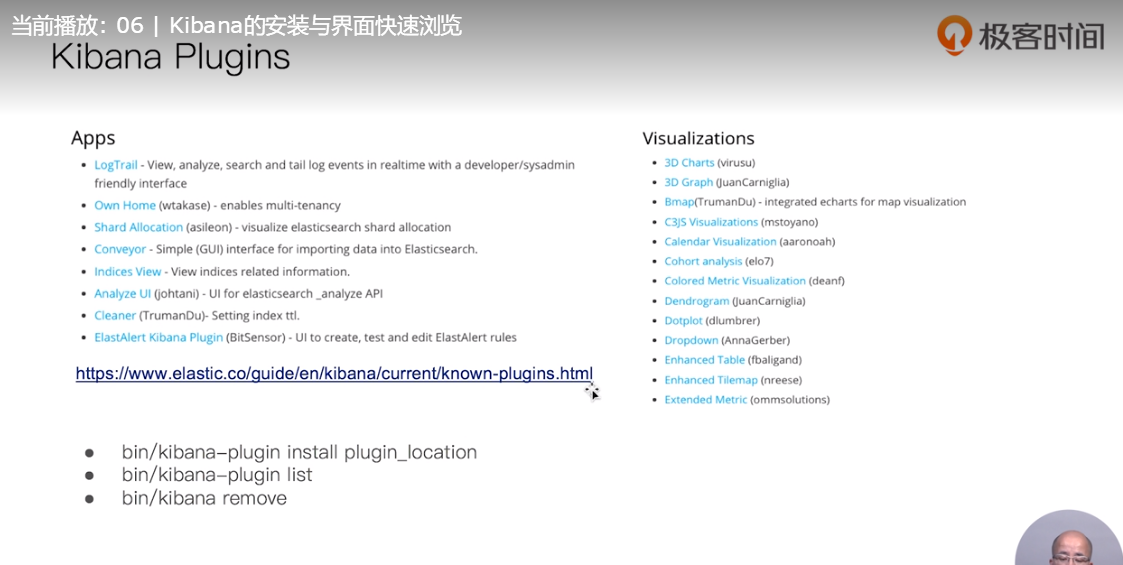 当前播放：06 | Kibana的安装与界面快速浏览
极客时间
Kibana Plugins
Apps
LogTrail - View, analyze, search and tail log events in realtime with a developer/sysadmin
friendly interface
Own Home (wtakase) - enables multi-tenancy
Shard Allocation (asileon) - visualize elasticsearch shard allocation
Conveyor - Simple (GUI) interface for importing data into Elasticsearch.
Indices View - View indices related information.
Analyze UI (johtani) - UI for elasticsearch _analyze API
Cleaner (TrumanDu)- Setting index ttl.
ElastAlert Kibana Plugin (BitSensor) - UI to create, test and edit ElastAlert rules
https://www.elastic.co/guide/en/kibana/current/known-plugins.html
Visualizations
3D Charts (virusu)
3D Graph (JuanCarniglia)
Bmap(TrumanDu) - integrated echarts for map visualization
C3JS Visualizations (mstoyano)
Calendar Visualization (aaronoah)
Cohort analysis (elo7)
Colored Metric Visualization (deanf)
Dendrogram (JuanCarniglia)
Dotplot (dlumbrer)
Dropdown (AnnaGerber)
Enhanced Table (fbaligand)
Enhanced Tilemap (nreese)
Extended Metric (ommsolutions)
bin/kibana-plugin install plugin_location
bin/kibana-plugin list
bin/kibana remove